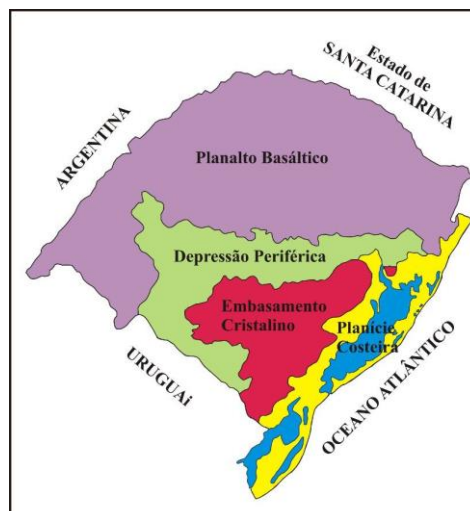 Estado de
SANTA CATARINA
ARGENTINA
Planalto Basáltico
Depressão Periférica
Embasamento
Cristalino
Planície
Costeira
URUGUAi
OCEANO ATLÂNTICO